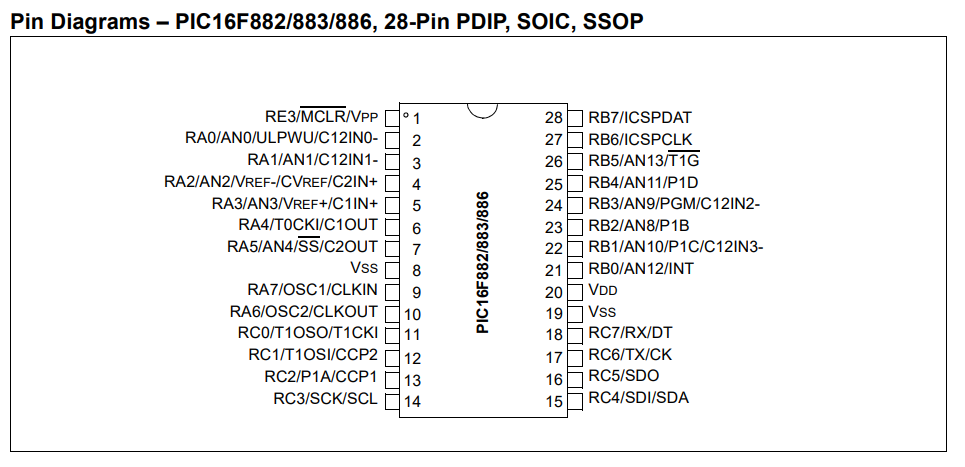 Pin Diagrams – PIC16F882/883/886, 28-Pin PDIP, SOIC, SSOP
RE3/MCLR/VPP 1 28 RB7/ICSPDAT
RA0/AN0/ULPWU/C12IN0- 2 27 RB6/ICSPCLK
RA1/AN1/C12IN1- 3 26 RB5/AN13/T1G
RA2/AN2/VREF-/CVREF/C2IN+ 4 25 RB4/AN11/P1D
RA3/AN3/VREF+/C1IN+ 5 24 RB3/AN9/PGM/C12IN2-
RA4/T0CKI/C1OUT 6 23 RB2/AN8/P1B
RA5/AN4/SS/C2OUT 7 22 RB1/AN10/P1C/C12IN3-
VSS 8 21 RB0/AN12/INT
RA7/OSC1/CLKIN 9 20 VDD
RA6/OSC2/CLKOUT 10 19 VSS
RC0/T1OSO/T1CKI 11 18 RC7/RX/DT
RC1/T1OSI/CCP2 12 17 RC6/TX/CK
RC2/P1A/CCP1 13 16 RC5/SDO
RC3/SCK/SCL 14 15 RC4/SDI/SDA
PIC16F882/883/886